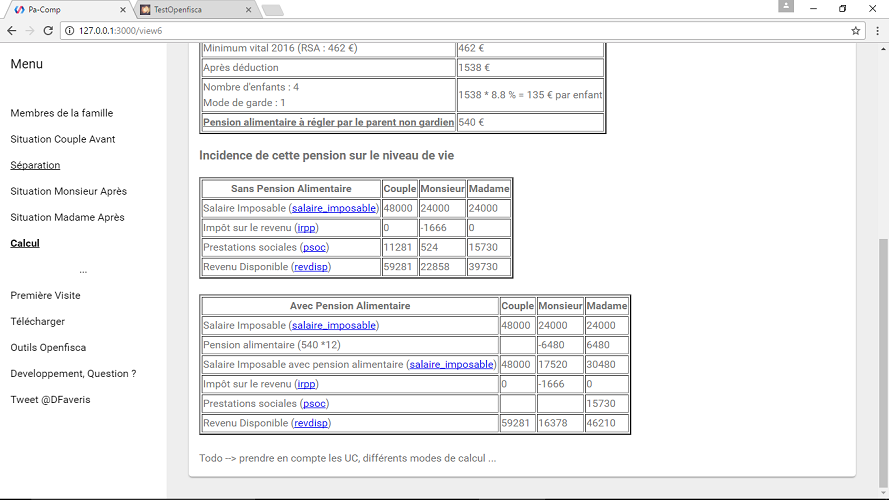 Pa-Comp
TestOpenfisca
127.0.0.1:3000/view6
Menu
Membres de la famille
Situation Couple Avant
Séparation
Situation Monsieur Après
Situation Madame Après
Calcul
...
Première Visite
Télécharger
Outils Openfisca
Developpement, Question ?
Tweet @DFaveris
Minimum vital 2016 (RSA : 462 €) 462 €
Après déduction 1538 €
Nombre d'enfants : 4
Mode de garde : 1
1538 * 8.8 % = 135 € par enfant
Pension alimentaire à régler par le parent non gardien 540 €
Incidence de cette pension sur le niveau de vie
Sans Pension Alimentaire Couple Monsieur Madame
Salaire Imposable (salaire_imposable) 48000 24000 24000
Impôt sur le revenu (irpp) 0 -1666 0
Prestations sociales (psoc) 11281 524 15730
Revenu Disponible (revdisp) 59281 22858 39730
Avec Pension Alimentaire Couple Monsieur Madame
Salaire Imposable (salaire_imposable) 48000 24000 24000
Pension alimentaire (540 *12) -6480 6480
Salaire Imposable avec pension alimentaire (salaire_imposable) 48000 17520 30480
Impôt sur le revenu (irpp) 0 -1666 0
Prestations sociales (psoc) 15730
Revenu Disponible (revdisp) 59281 16378 46210
Todo --> prendre en compte les UC, différents modes de calcul ...